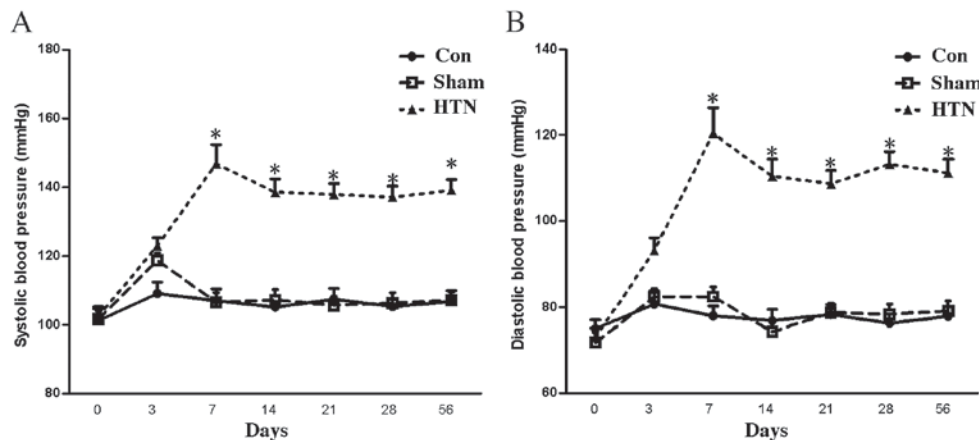 A
180
160
140
120
100
80
Systolic blood pressure (mmHg)
Con
Sham
HTN
* * * * *
0 3 7 14 21 28 56
Days
B
140
120
100
80
60
Diastolic blood pressure (mmHg)
Con
Sham
HTN
* * * * *
0 3 7 14 21 28 56
Days